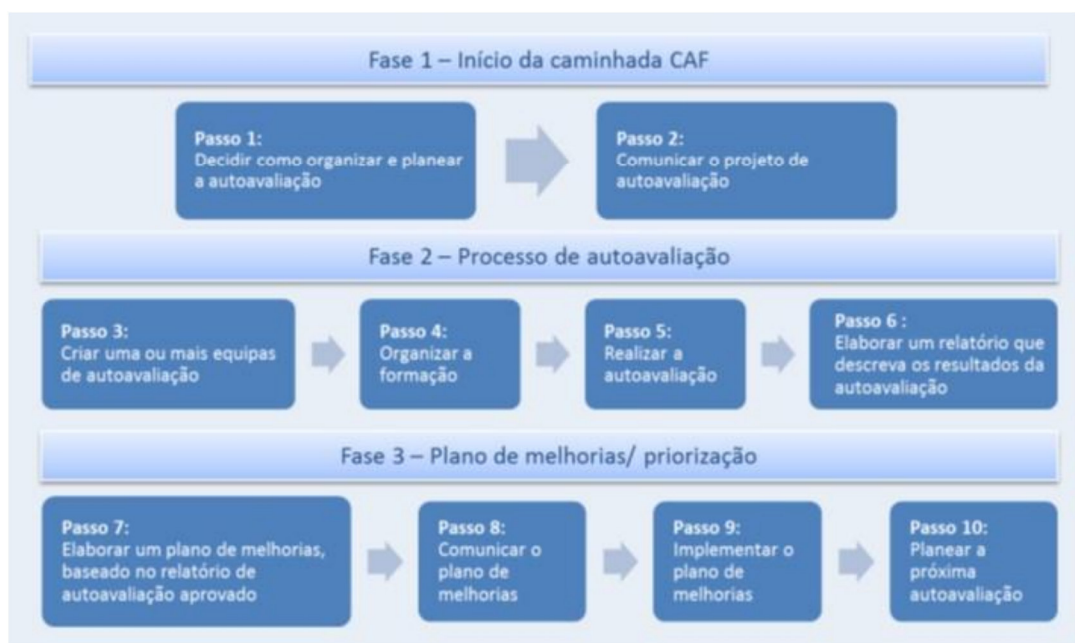 Fase 1 – Início da caminhada CAF
Passo 1:
Decidir como organizar e planear
a autoavaliação
Passo 2:
Comunicar o projeto de
autoavaliação
Fase 2 – Processo de autoavaliação
Passo 3:
Criar uma ou mais equipas
de autoavaliação
Passo 4:
Organizar a
formação
Passo 5:
Realizar a
autoavaliação
Passo 6 :
Elaborar um relatório que
descreva os resultados da
autoavaliação
Fase 3 – Plano de melhorias/ priorização
Passo 7:
Elaborar um plano de melhorias,
baseado no relatório de
autoavaliação aprovado
Passo 8:
Comunicar o
plano de
melhorias
Passo 9:
Implementar o
plano de
melhorias
Passo 10:
Planear a
próxima
autoavaliação